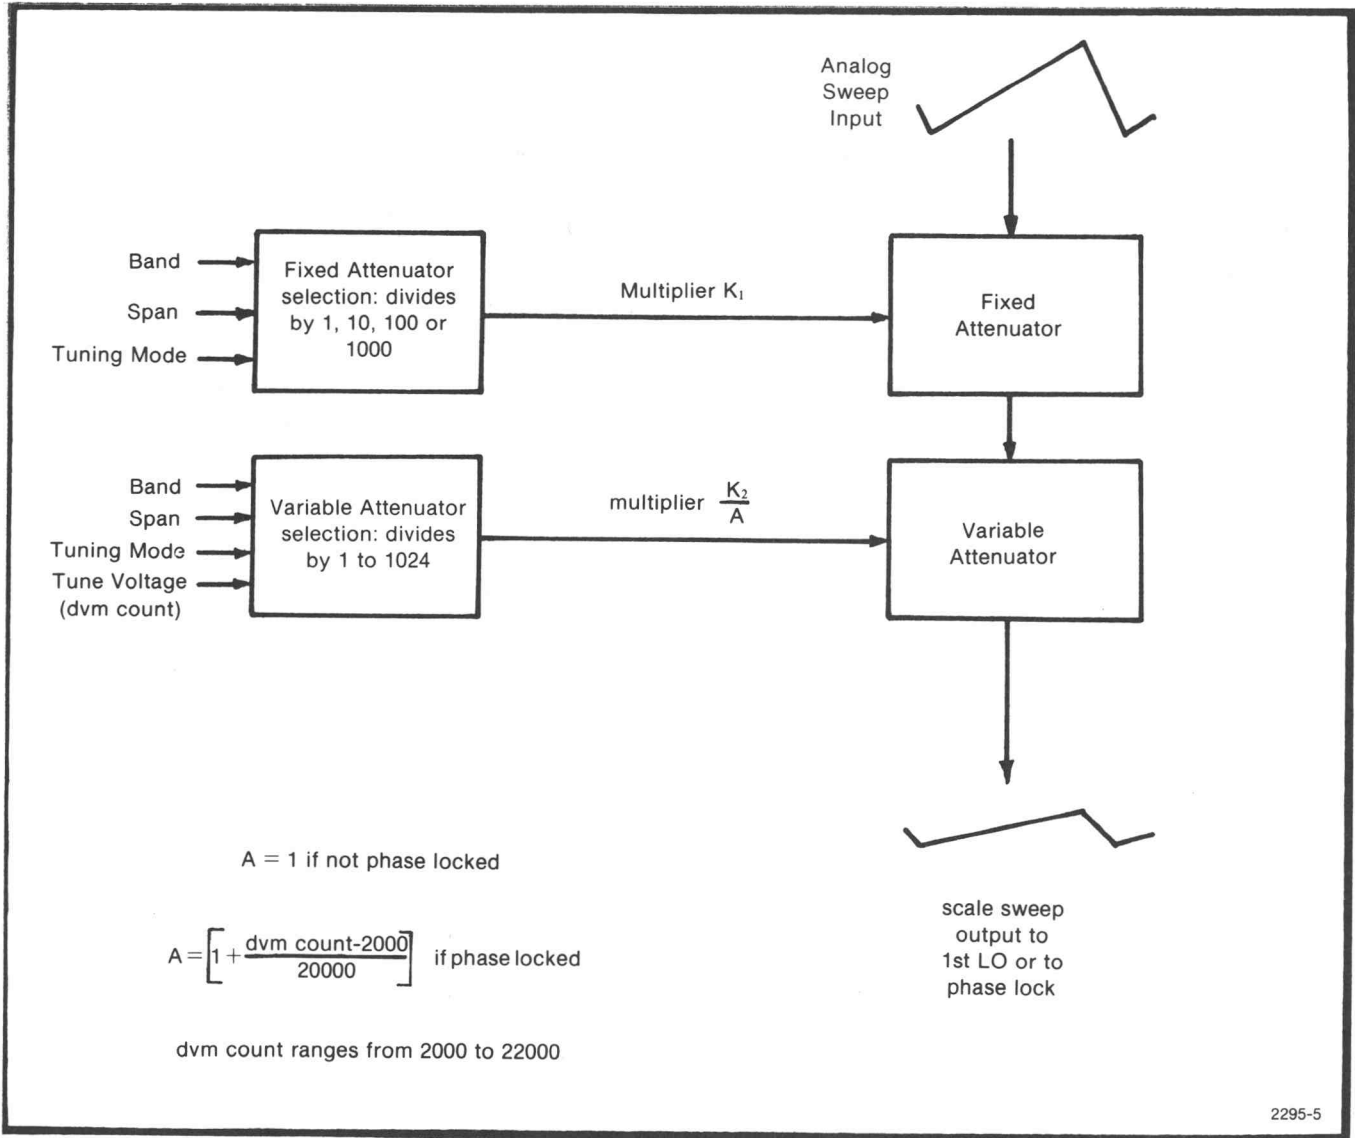 Analog
Sweep
Input
Band
Span
Tuning Mode
Fixed Attenuator
selection: divides
by 1, 10, 100 or
1000
Multiplier K₁
Fixed
Attenuator
Band
Span
Tuning Mode
Tune Voltage
(dvm count)
Variable Attenuator
selection: divides
by 1 to 1024
multiplier K₂/A
Variable
Attenuator
A = 1 if not phase locked
A = [1 + dvm count-2000/20000] if phase locked
dvm count ranges from 2000 to 22000
scale sweep
output to
1st LO or to
phase lock
2295-5